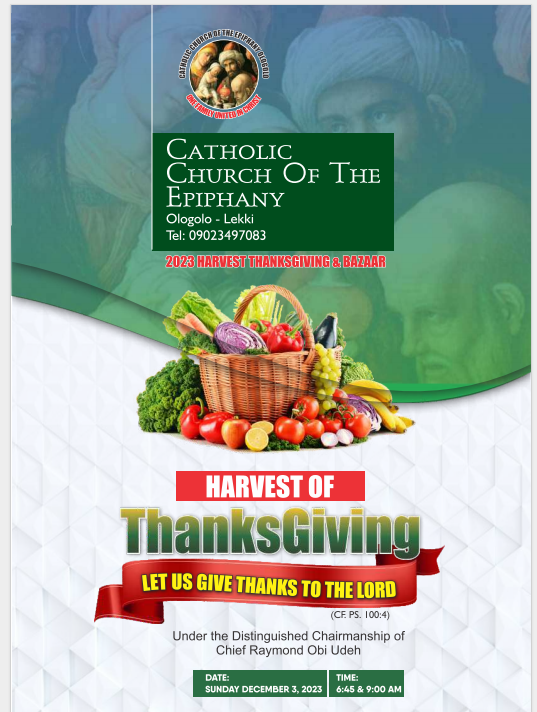 CATHOLIC CHURCH OF THE EPIPHANY OLOGOLO
ONE FAMILY UNITED IN CHRIST
CATHOLIC
CHURCH OF THE
EPIPHANY
Ologolo - Lekki
Tel: 09023497083
2023 HARVEST THANKSGIVING & BAZAAR
HARVEST OF
ThanksGiving
LET US GIVE THANKS TO THE LORD
(CF. PS. 100:4)
Under the Distinguished Chairmanship of
Chief Raymond Obi Udeh
DATE:
SUNDAY DECEMBER 3, 2023
TIME:
6:45 & 9:00 AM